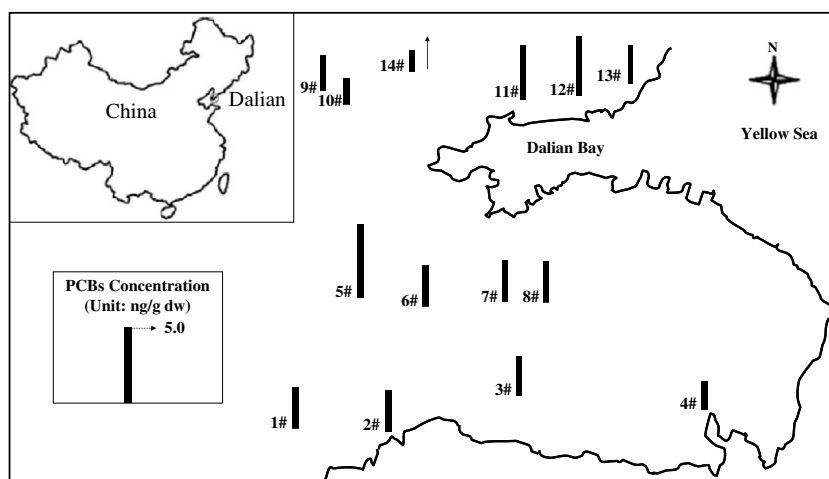 China
Dalian
9#
10#
14#
11#
12#
13#
N
Yellow Sea
Dalian Bay
PCBs Concentration
(Unit: ng/g dw)
5.0
5#
6#
7#
8#
1#
2#
3#
4#